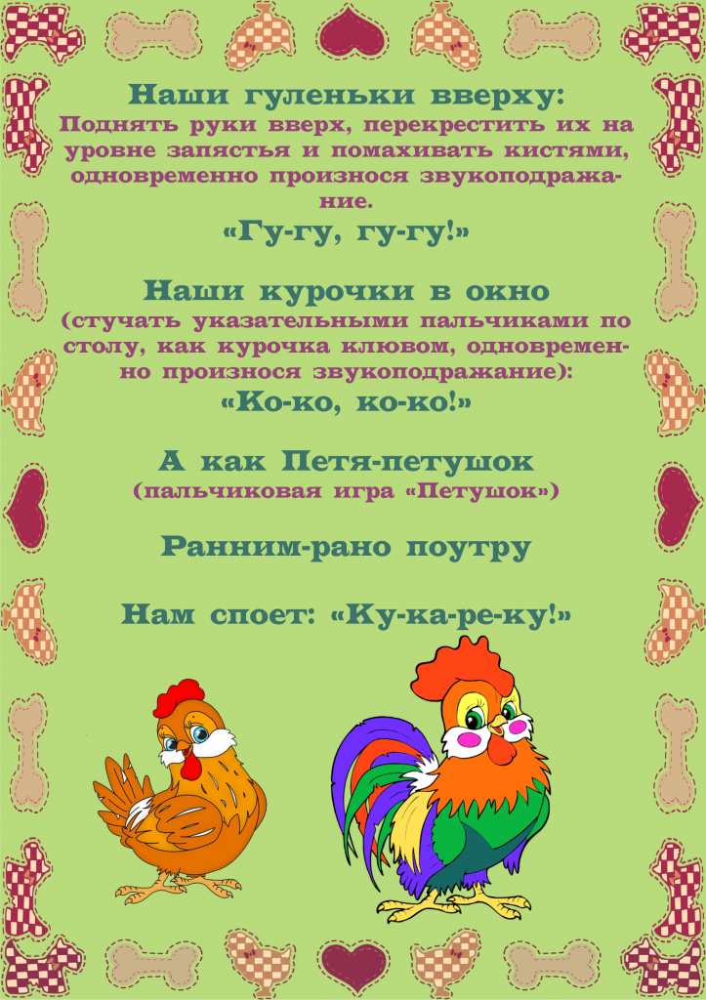 Наши гуленьки вверху:
Поднять руки вверх, перекрестить их на
уровне запястья и помахивать кистями,
одновременно произнося звукоподража-
ние.
«Гу-гу, гу-гу!»
Наши курочки в окно
(стучать указательными пальчиками по
столу, как курочка клювом, одновремен-
но произнося звукоподражание):
«Ко-ко, ко-ко!»
А как Петя-петушок
(пальчиковая игра «Петушок»)
Ранним-рано поутру
Нам споет: «Ку-ка-ре-ку!»